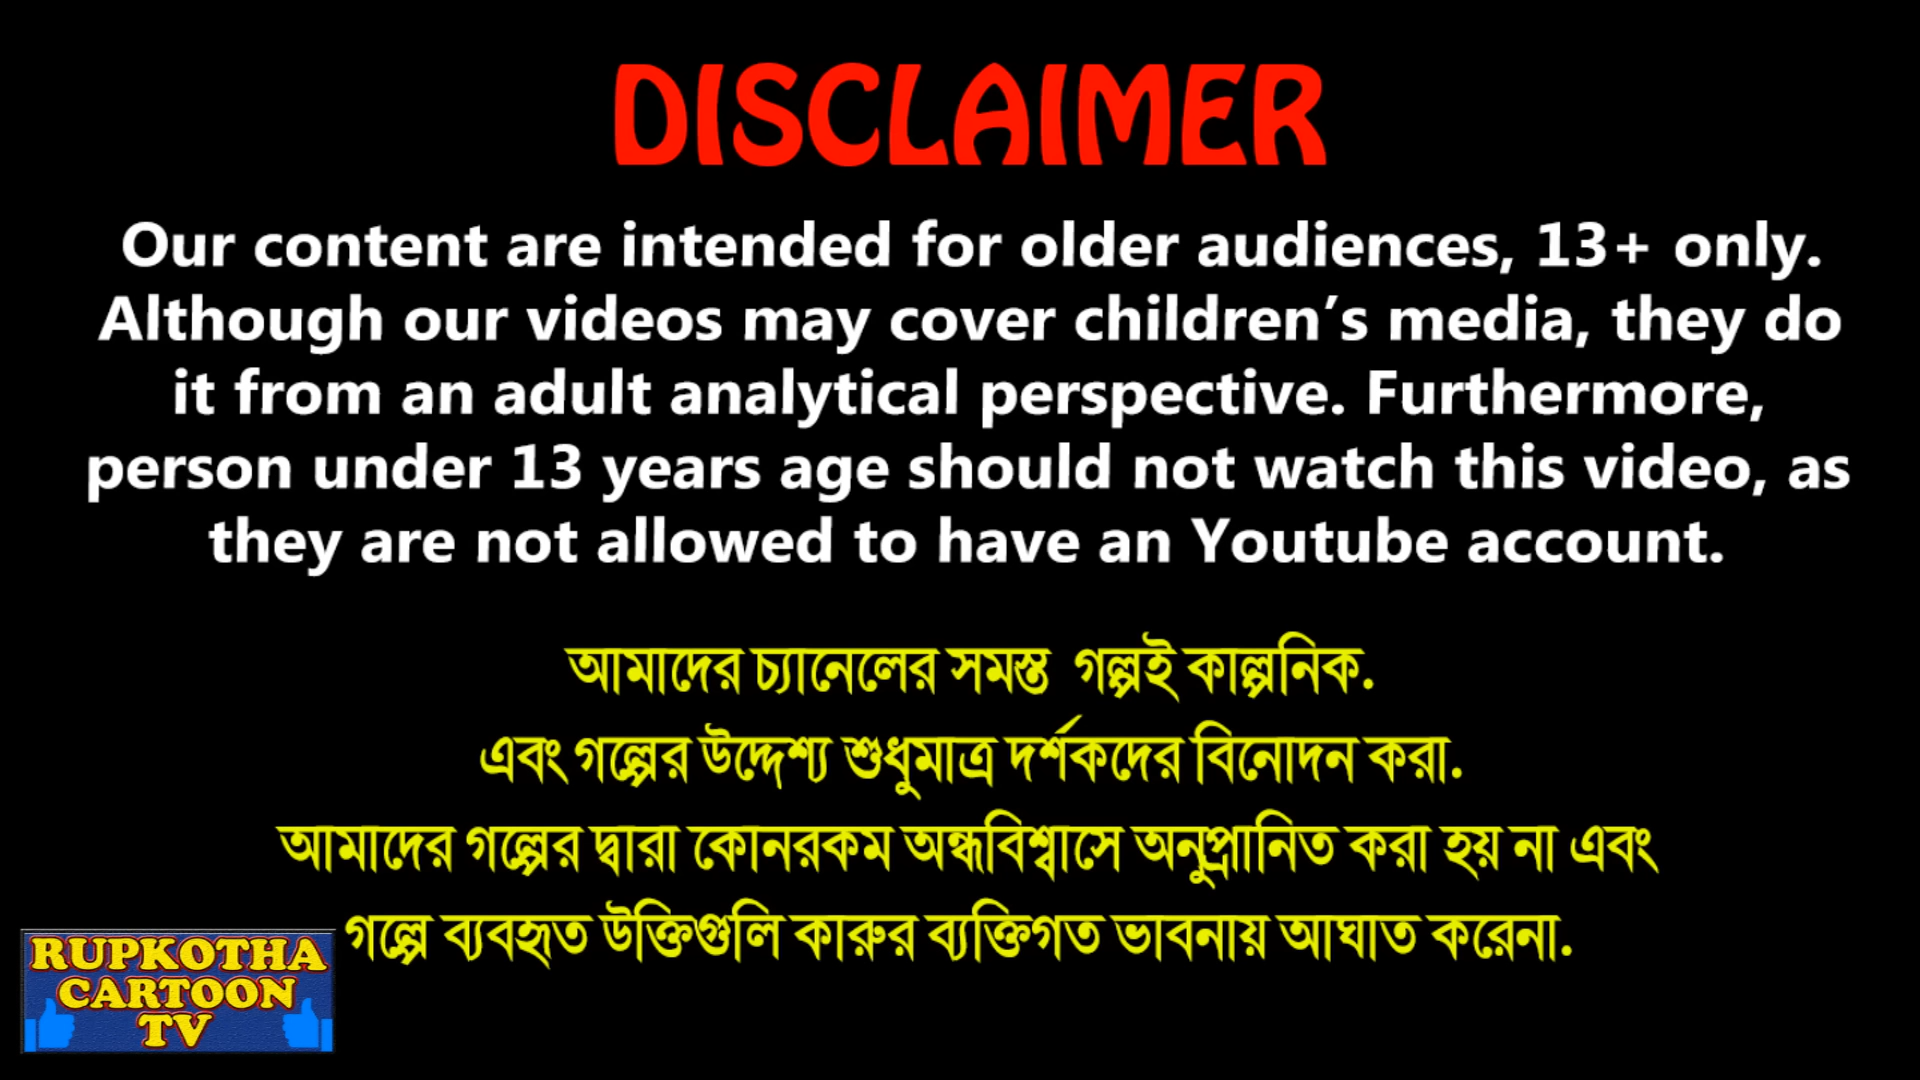 DISCLAIMER
Our content are intended for older audiences, 13+ only.
Although our videos may cover children’s media, they do
it from an adult analytical perspective. Furthermore,
person under 13 years age should not watch this video, as
they are not allowed to have an Youtube account.
আমাদের চ্যানেলের সমস্ত গল্পই কাল্পনিক.
এবং গল্পের উদ্দেশ্য শুধুমাত্র দর্শকদের বিনোদন করা.
আমাদের গল্পের দ্বারা কোনরকম অন্ধবিশ্বাসে অনুপ্রানিত করা হয় না এবং
গল্পে ব্যবহৃত উক্তিগুলি কারুর ব্যক্তিগত ভাবনায় আঘাত করেনা.
RUPKOTHA
CARTOON
TV